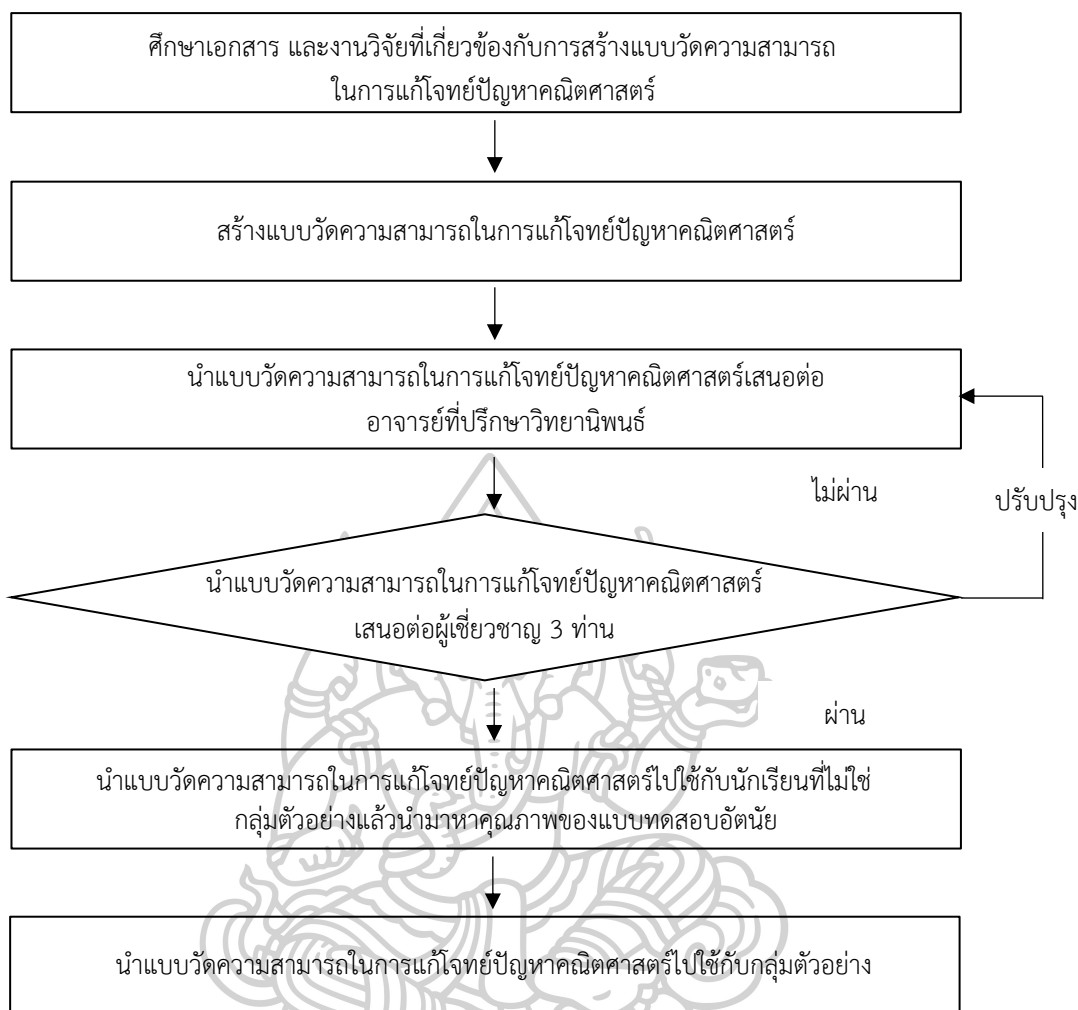 ศึกษาเอกสาร และงานวิจัยที่เกี่ยวข้องกับการสร้างแบบวัดความสามารถ
ในการแก้โจทย์ปัญหาคณิตศาสตร์
สร้างแบบวัดความสามารถในการแก้โจทย์ปัญหาคณิตศาสตร์
นำแบบวัดความสามารถในการแก้โจทย์ปัญหาคณิตศาสตร์เสนอต่อ
อาจารย์ที่ปรึกษาวิทยานิพนธ์
ไม่ผ่าน
ปรับปรุง
นำแบบวัดความสามารถในการแก้โจทย์ปัญหาคณิตศาสตร์
เสนอต่อผู้เชี่ยวชาญ 3 ท่าน
ผ่าน
นำแบบวัดความสามารถในการแก้โจทย์ปัญหาคณิตศาสตร์ไปใช้กับนักเรียนที่ไม่ใช่
กลุ่มตัวอย่างแล้วนำมาหาคุณภาพของแบบทดสอบอัตนัย
นำแบบวัดความสามารถในการแก้โจทย์ปัญหาคณิตศาสตร์ไปใช้กับกลุ่มตัวอย่าง